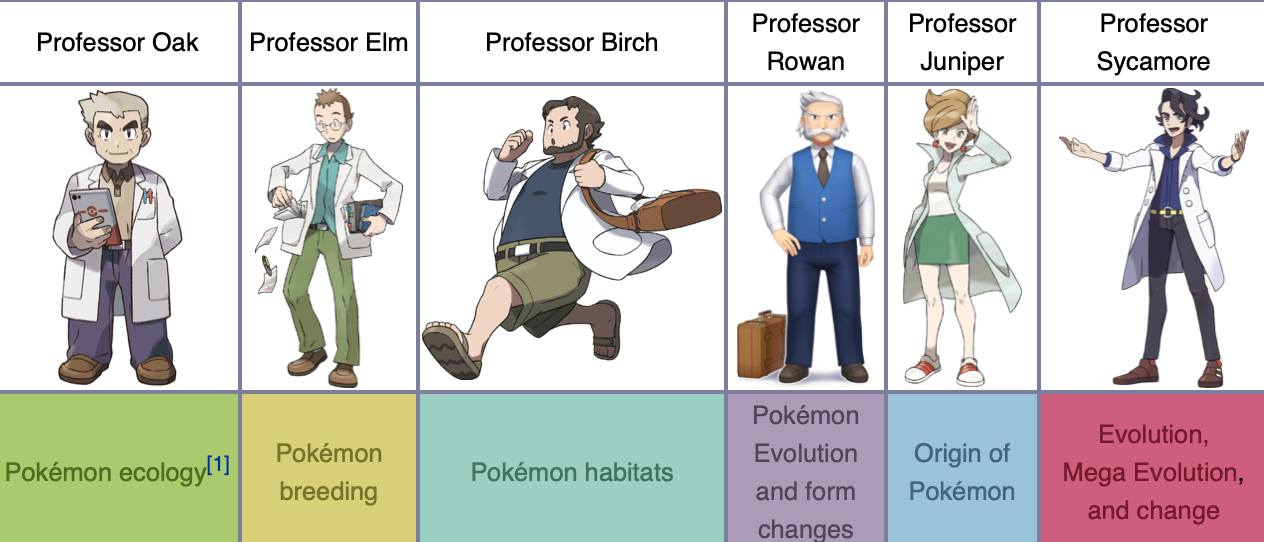 Professor Oak
Professor Elm
Professor Birch
Professor
Rowan
Professor
Juniper
Professor
Sycamore
Pokémon ecology[1]
Pokémon
breeding
Pokémon habitats
Pokémon
Evolution
and form
changes
Origin of
Pokémon
Evolution,
Mega Evolution,
and change